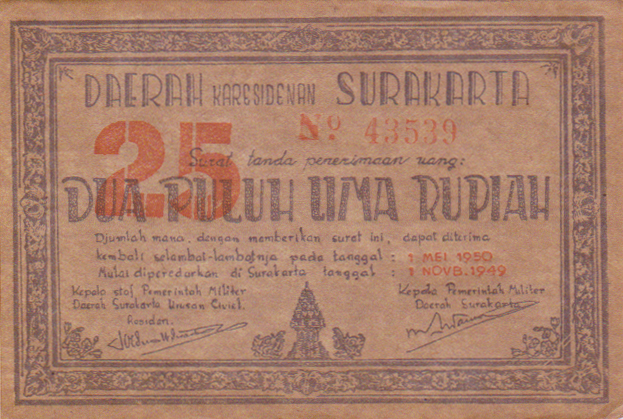 DAERAH KARESIDENAN SURAKARTA
25
No 43539
Surat tanda penerimaan uang:
DUA PULUH LIMA RUPIAH
Djumlah mana, dengan memberikan surat ini, dapat diterima
kembali selambat-lambatnja pada tanggal : 1 MEI 1950
Mulai diperedarkan di Surakarta tanggal : 1 NOVB. 1949
Kepala stof Pemerintah Militer
Daerah Surakarta Urusan Civiel.
Residen.
Kepala Pemerintah Militer
Daerah Surakarta